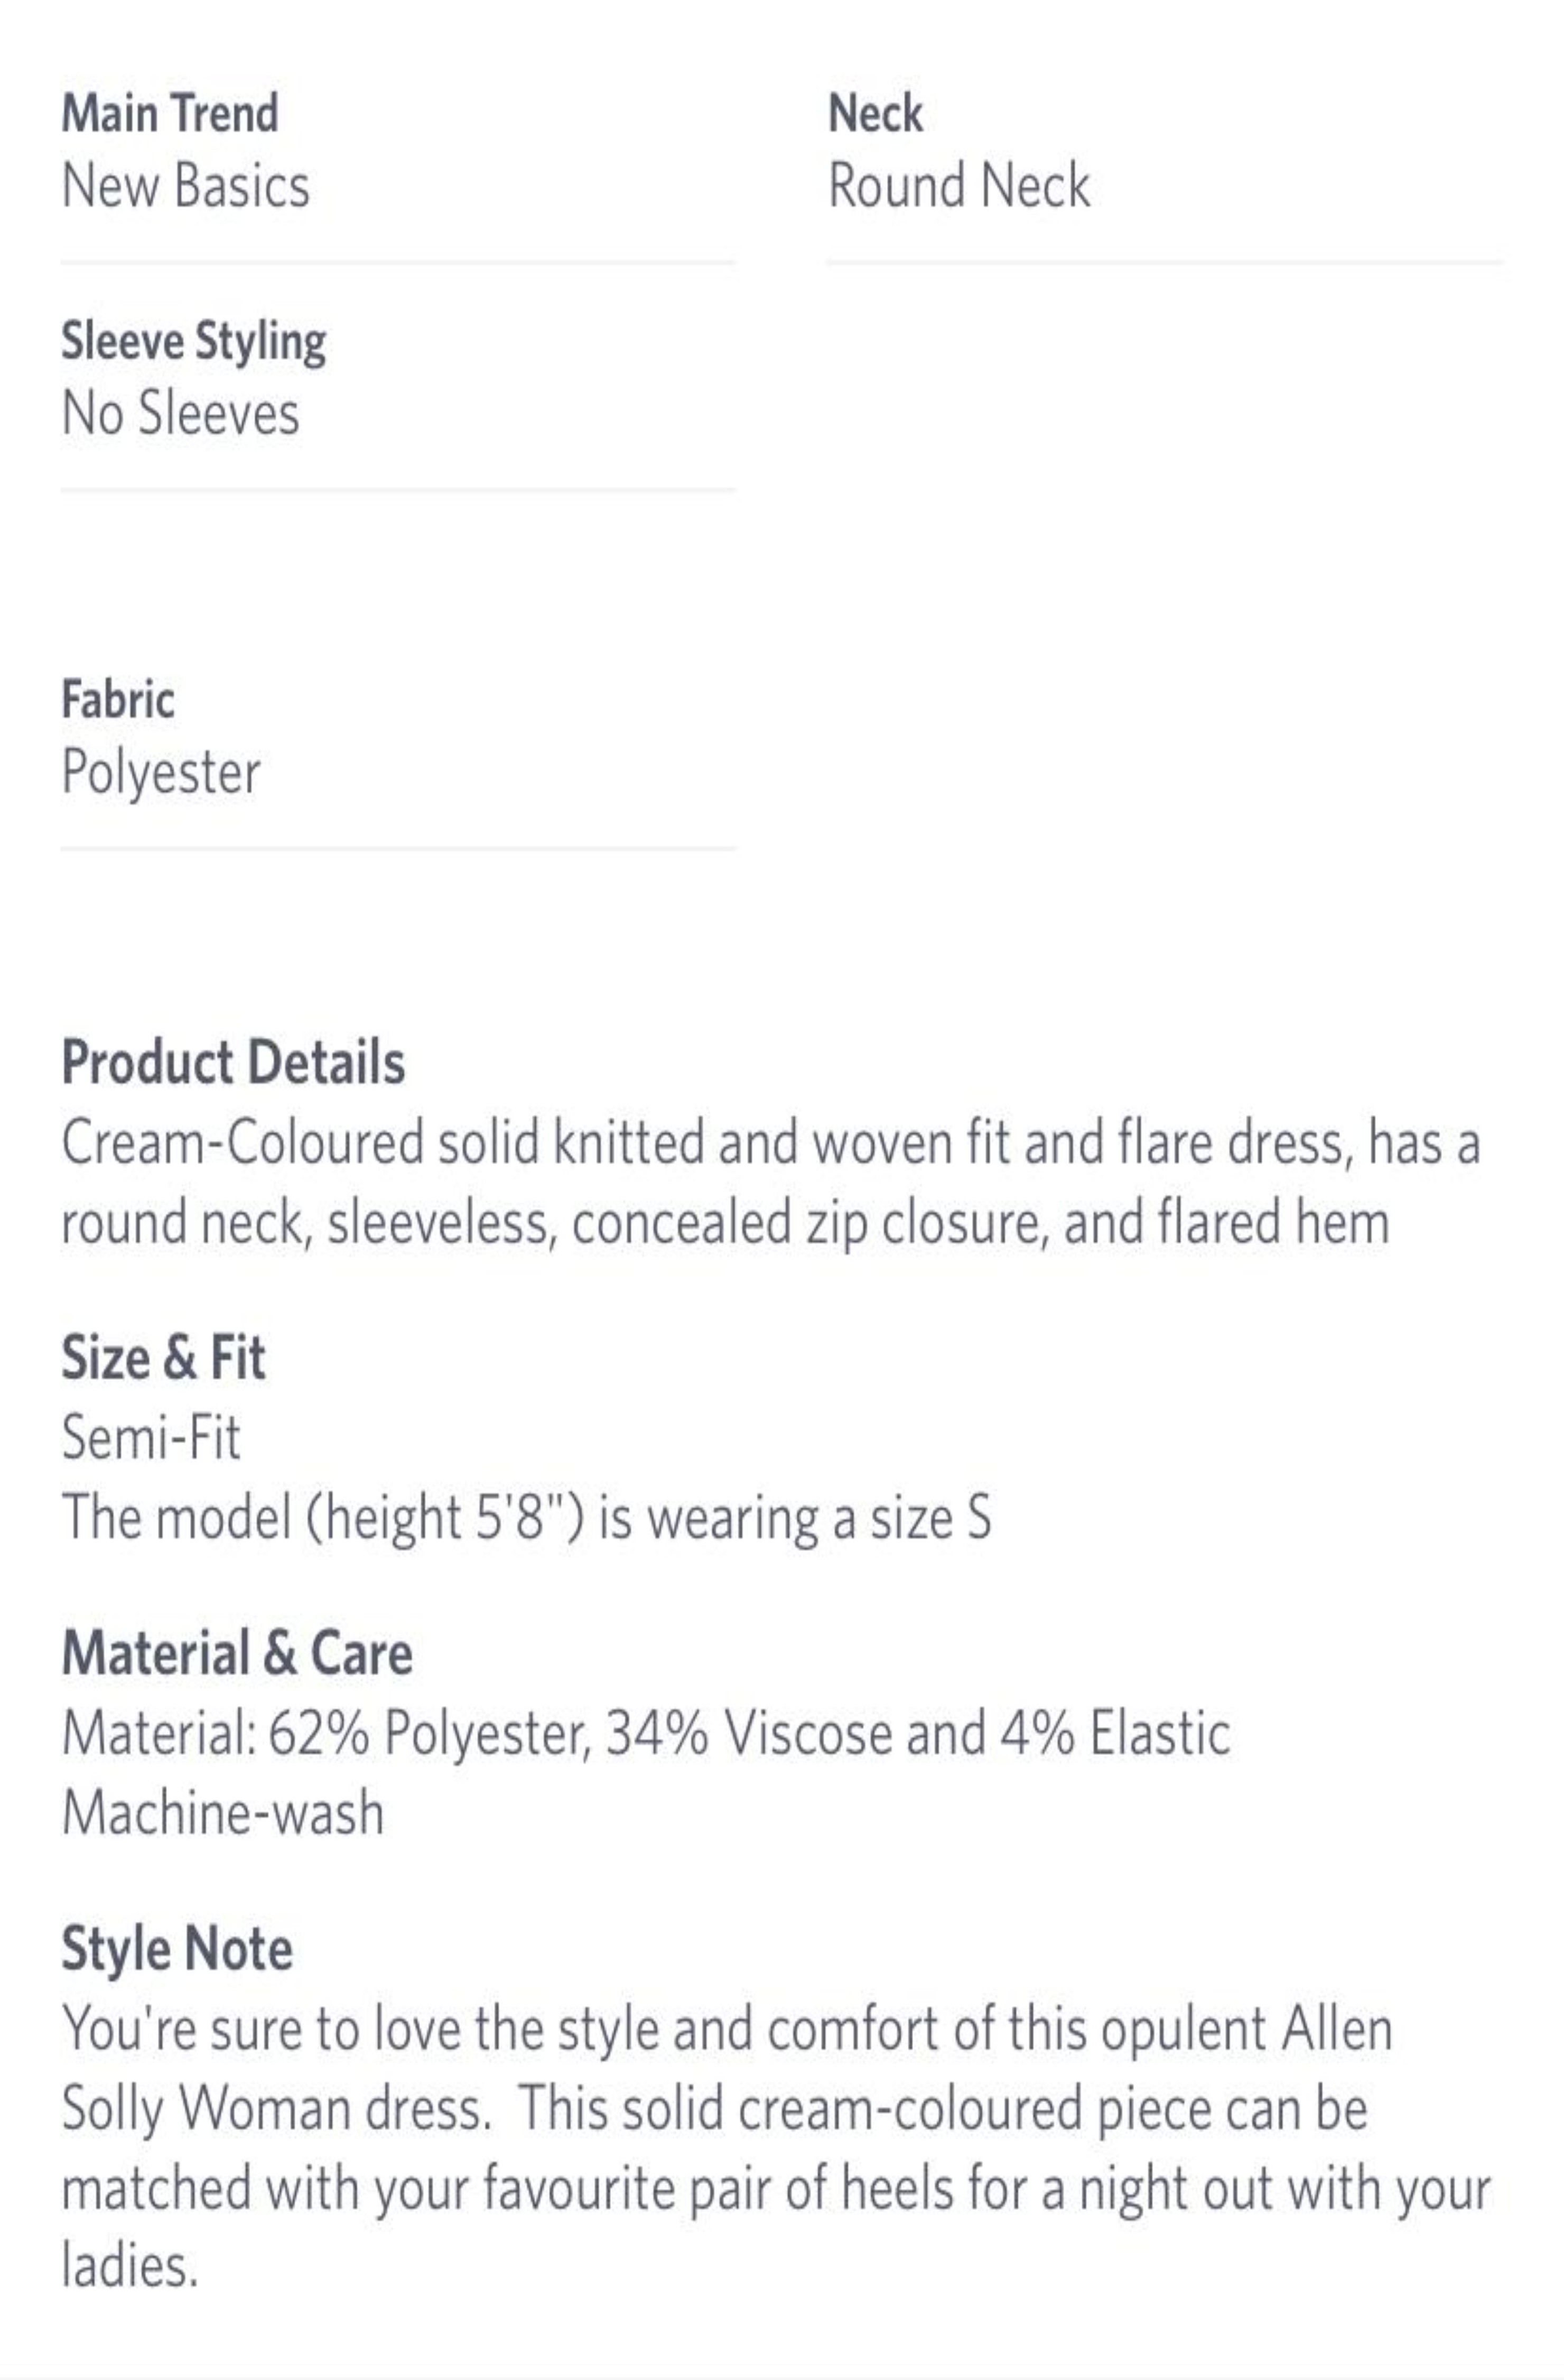 Main Trend
New Basics
Neck
Round Neck
Sleeve Styling
No Sleeves
Fabric
Polyester
Product Details
Cream-Coloured solid knitted and woven fit and flare dress, has a
round neck, sleeveless, concealed zip closure, and flared hem
Size & Fit
Semi-Fit
The model (height 5'8") is wearing a size S
Material & Care
Material: 62% Polyester, 34% Viscose and 4% Elastic
Machine-wash
Style Note
You're sure to love the style and comfort of this opulent Allen
Solly Woman dress.  This solid cream-coloured piece can be
matched with your favourite pair of heels for a night out with your
ladies.